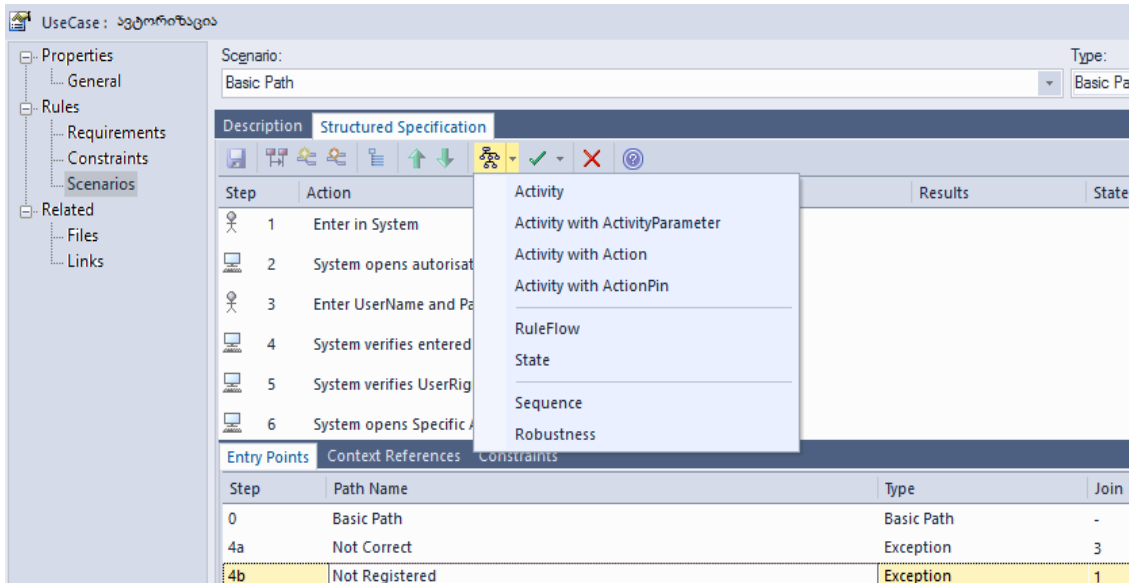 UseCase : ავტორიზაცია
Properties
General
Rules
Requirements
Constraints
Scenarios
Related
Files
Links
Scenario:
Type:
Basic Path
Basic Pa
Description
Structured Specification
Step
Action
Results
State
1
Enter in System
2
System opens autorisat
3
Enter UserName and Pa
4
System verifies entered
5
System verifies UserRig
6
System opens Specific
Activity
Activity with ActivityParameter
Activity with Action
Activity with ActionPin
RuleFlow
State
Sequence
Robustness
Entry Points
Context References
Constraints
Step
Path Name
Type
Join
0
Basic Path
Basic Path
-
4a
Not Correct
Exception
3
4b
Not Registered
Exception
1